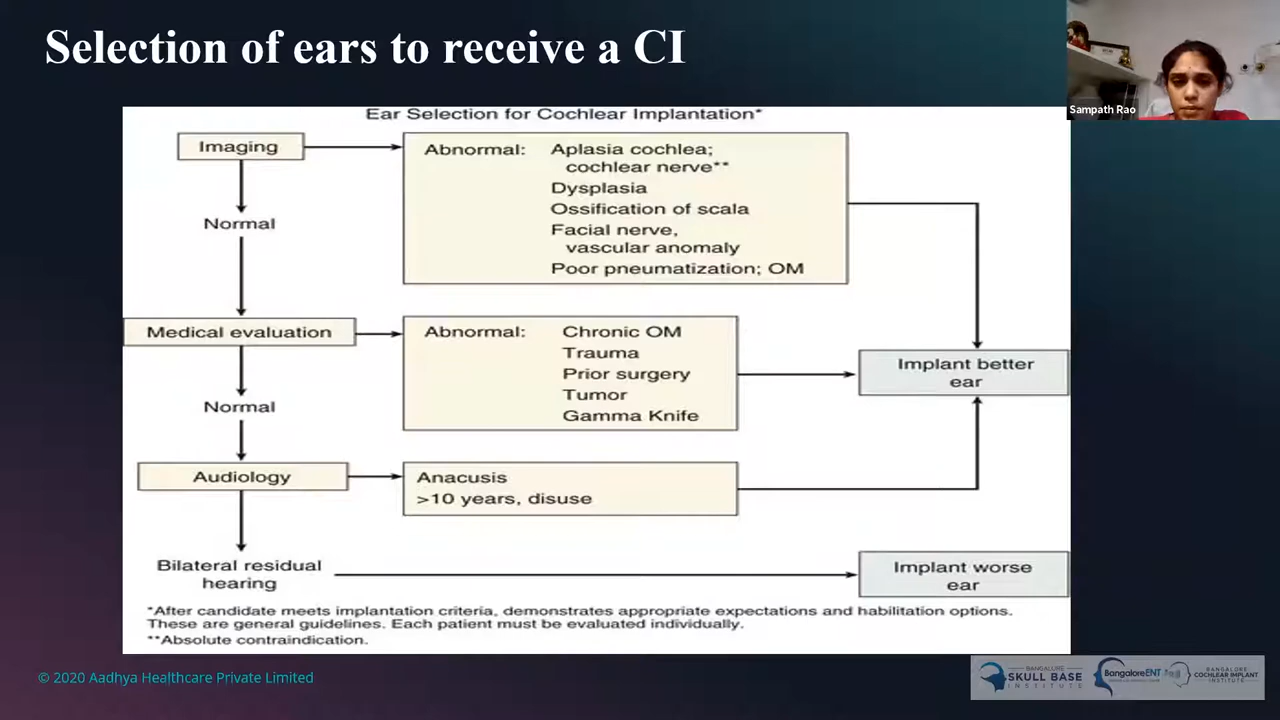 Selection of ears to receive a CI
Sampath Rao
Ear Selection for Cochlear Implantation*
Imaging
Abnormal: Aplasia cochlea;
cochlear nerve**
Dysplasia
Ossification of scala
Facial nerve,
vascular anomaly
Poor pneumatization; OM
Normal
Medical evaluation
Abnormal: Chronic OM
Trauma
Prior surgery
Tumor
Gamma Knife
Implant better
ear
Normal
Audiology
Anacusis
>10 years, disuse
Bilateral residual
hearing
Implant worse
ear
*After candidate meets implantation criteria, demonstrates appropriate expectations and habilitation options.
These are general guidelines. Each patient must be evaluated individually.
**Absolute contraindication.
© 2020 Aadhya Healthcare Private Limited
BANGALORE
SKULL BASE
INSTITUTE
BangaloreENT
BANGALORE
COCHLEAR IMPLANT
INSTITUTE